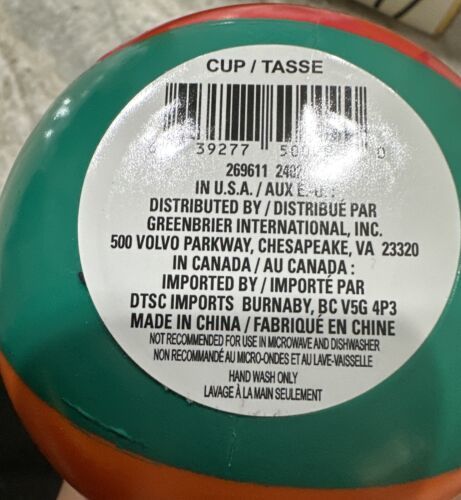 CUP / TASSE
39277
0
269611
IN U.S.A. / AUX É.-U. :
DISTRIBUTED BY / DISTRIBUÉ PAR
GREENBRIER INTERNATIONAL, INC.
500 VOLVO PARKWAY, CHESAPEAKE, VA 23320
IN CANADA / AU CANADA :
IMPORTED BY / IMPORTÉ PAR
DTSC IMPORTS BURNABY, BC V5G 4P3
MADE IN CHINA / FABRIQUÉ EN CHINE
NOT RECOMMENDED FOR USE IN MICROWAVE AND DISHWASHER
NON RECOMMANDÉ AU MICRO-ONDES ET AU LAVE-VAISSELLE
HAND WASH ONLY
LAVAGE À LA MAIN SEULEMENT